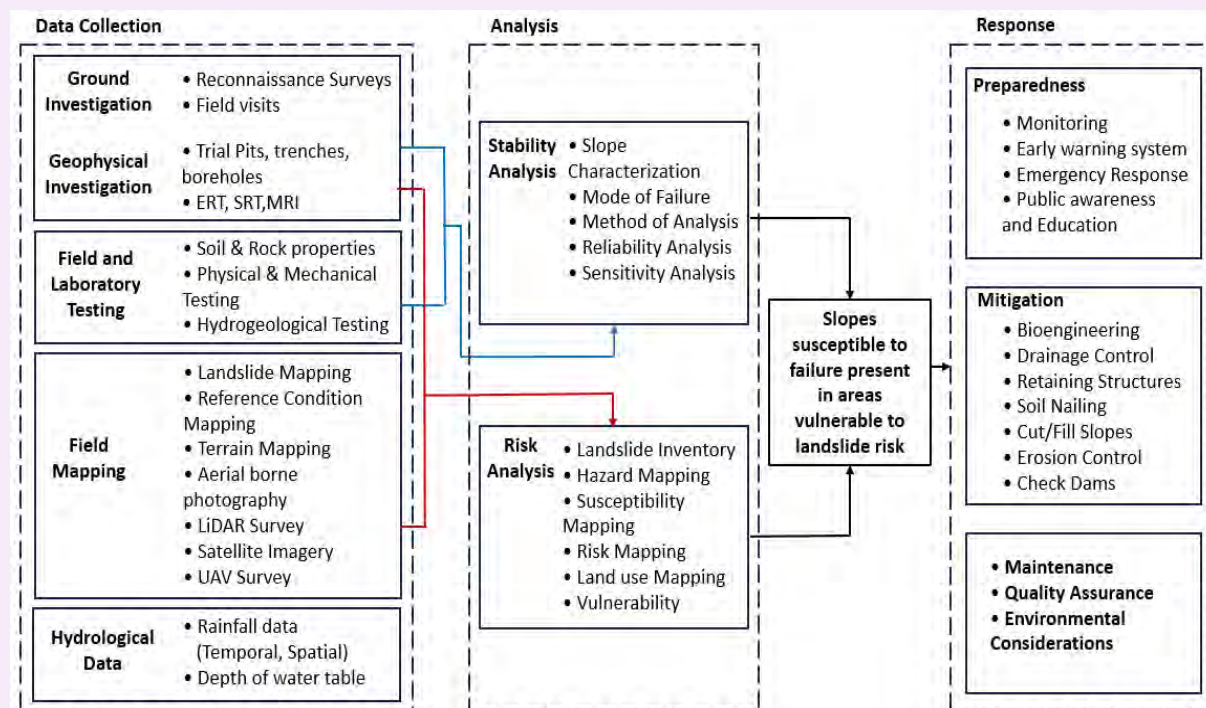 Data Collection
Ground
Investigation
• Reconnaissance Surveys
• Field visits
Geophysical
Investigation
• Trial Pits, trenches,
boreholes
• ERT, SRT,MRI
Field and
Laboratory
Testing
• Soil & Rock properties
• Physical & Mechanical
Testing
• Hydrogeological Testing
Field
Mapping
• Landslide Mapping
• Reference Condition
Mapping
• Terrain Mapping
• Aerial borne
photography
• LiDAR Survey
• Satellite Imagery
• UAV Survey
Hydrological
Data
• Rainfall data
(Temporal, Spatial)
• Depth of water table
Analysis
Stability
Analysis
• Slope
Characterization
• Mode of Failure
• Method of Analysis
• Reliability Analysis
• Sensitivity Analysis
Risk
Analysis
• Landslide Inventory
• Hazard Mapping
• Susceptibility
Mapping
• Risk Mapping
• Land use Mapping
• Vulnerability
Slopes
susceptible to
failure present
in areas
vulnerable to
landslide risk
Response
Preparedness
• Monitoring
• Early warning system
• Emergency Response
• Public awareness
and Education
Mitigation
• Bioengineering
• Drainage Control
• Retaining Structures
• Soil Nailing
• Cut/Fill Slopes
• Erosion Control
• Check Dams
• Maintenance
• Quality Assurance
• Environmental
Considerations